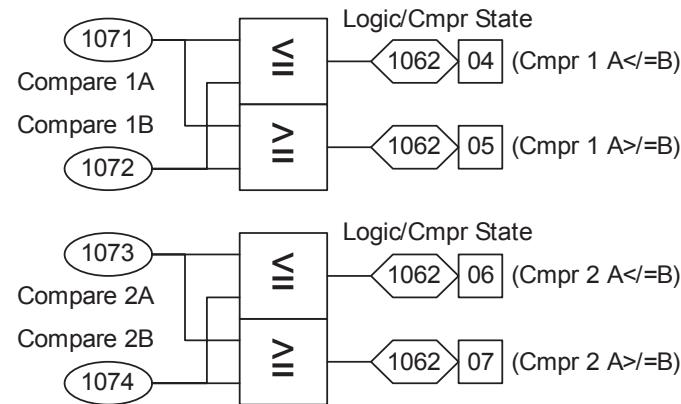 Logic/Cmpr State
1071
≤
1062 04 (Cmpr 1 A</=B)
Compare 1A
Compare 1B
≥
1062 05 (Cmpr 1 A>/=B)
1072
Logic/Cmpr State
1073
≤
1062 06 (Cmpr 2 A</=B)
Compare 2A
Compare 2B
≥
1062 07 (Cmpr 2 A>/=B)
1074